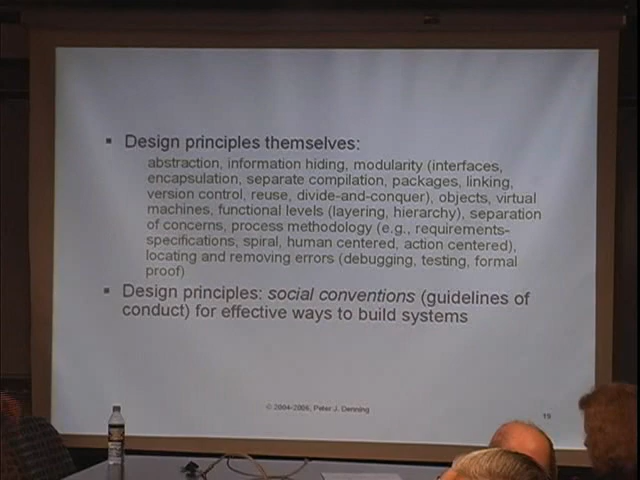 ▪ Design principles themselves:
abstraction, information hiding, modularity (interfaces,
encapsulation, separate compilation, packages, linking,
version control, reuse, divide-and-conquer), objects, virtual
machines, functional levels (layering, hierarchy), separation
of concerns, process methodology (e.g., requirements-
specifications, spiral, human centered, action centered),
locating and removing errors (debugging, testing, formal
proof)
▪ Design principles: social conventions (guidelines of
conduct) for effective ways to build systems
© 2004-2006, Peter J. Denning
19